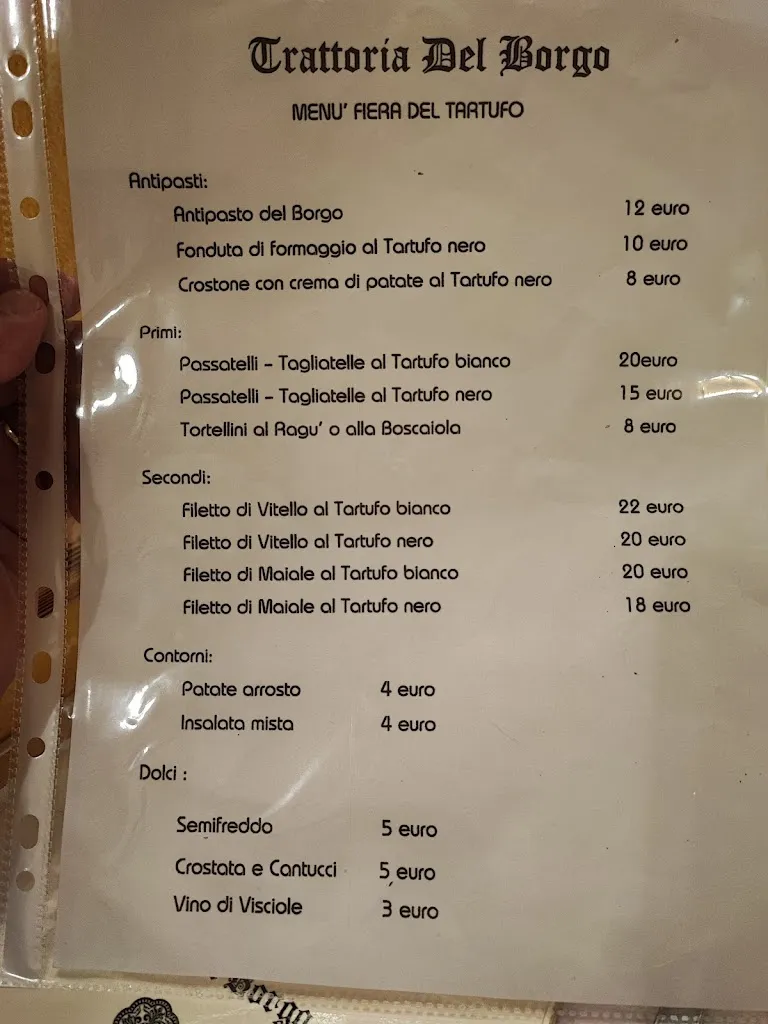 Trattoria Del Borgo
MENU' FIERA DEL TARTUFO
Antipasti:
Antipasto del Borgo 12 euro
Fonduta di formaggio al Tartufo nero 10 euro
Crostone con crema di patate al Tartufo nero 8 euro
Primi:
Passatelli - Tagliatelle al Tartufo bianco 20euro
Passatelli - Tagliatelle al Tartufo nero 15 euro
Tortellini al Ragu' o alla Boscaiola 8 euro
Secondi:
Filetto di Vitello al Tartufo bianco 22 euro
Filetto di Vitello al Tartufo nero 20 euro
Filetto di Maiale al Tartufo bianco 20 euro
Filetto di Maiale al Tartufo nero 18 euro
Contorni:
Patate arrosto 4 euro
Insalata mista 4 euro
Dolci :
Semifreddo 5 euro
Crostata e Cantucci 5 euro
Vino di Visciole 3 euro
Borgo